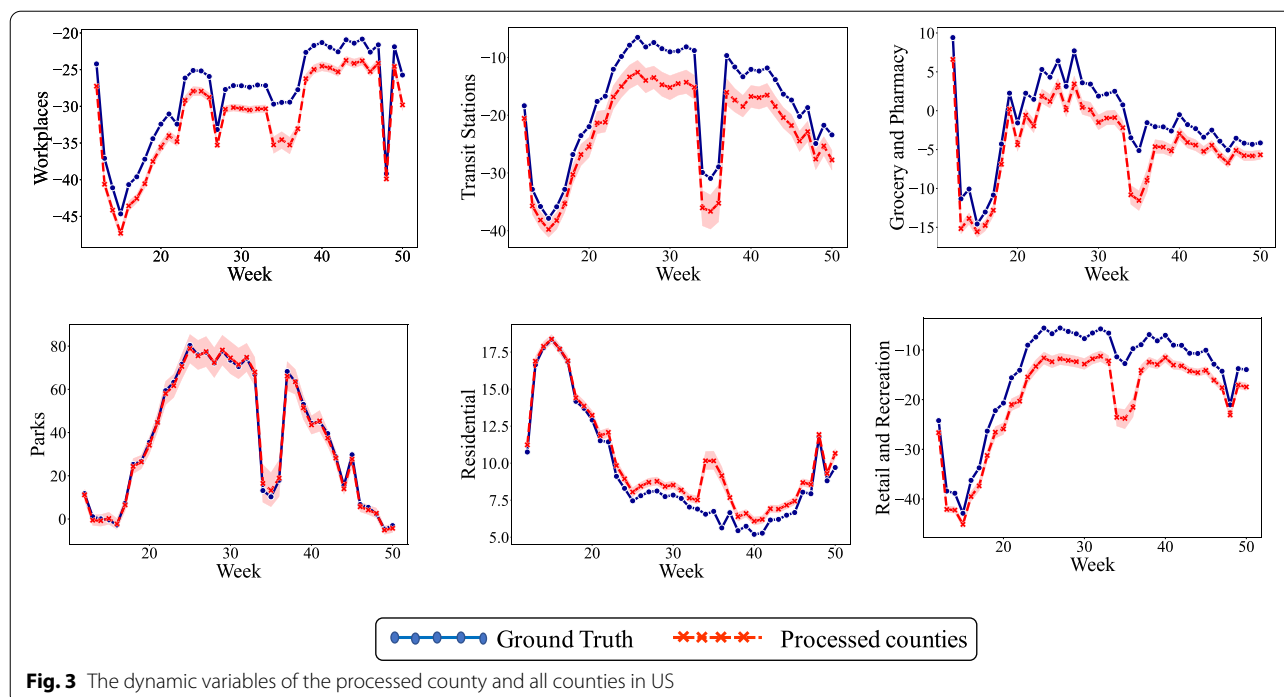 Workplaces
−20
−25
−30
−35
−40
−45
20 30 40 50
Week
Transit Stations
−10
−20
−30
−40
20 30 40 50
Week
Grocery and Pharmacy
10
5
0
−5
−10
−15
20 30 40 50
Week
Parks
80
60
40
20
0
20 30 40 50
Week
Residential
17.5
15.0
12.5
10.0
7.5
5.0
20 30 40 50
Week
Retail and Recreation
−10
−20
−30
−40
20 30 40 50
Week
Ground Truth Processed counties
Fig. 3 The dynamic variables of the processed county and all counties in US